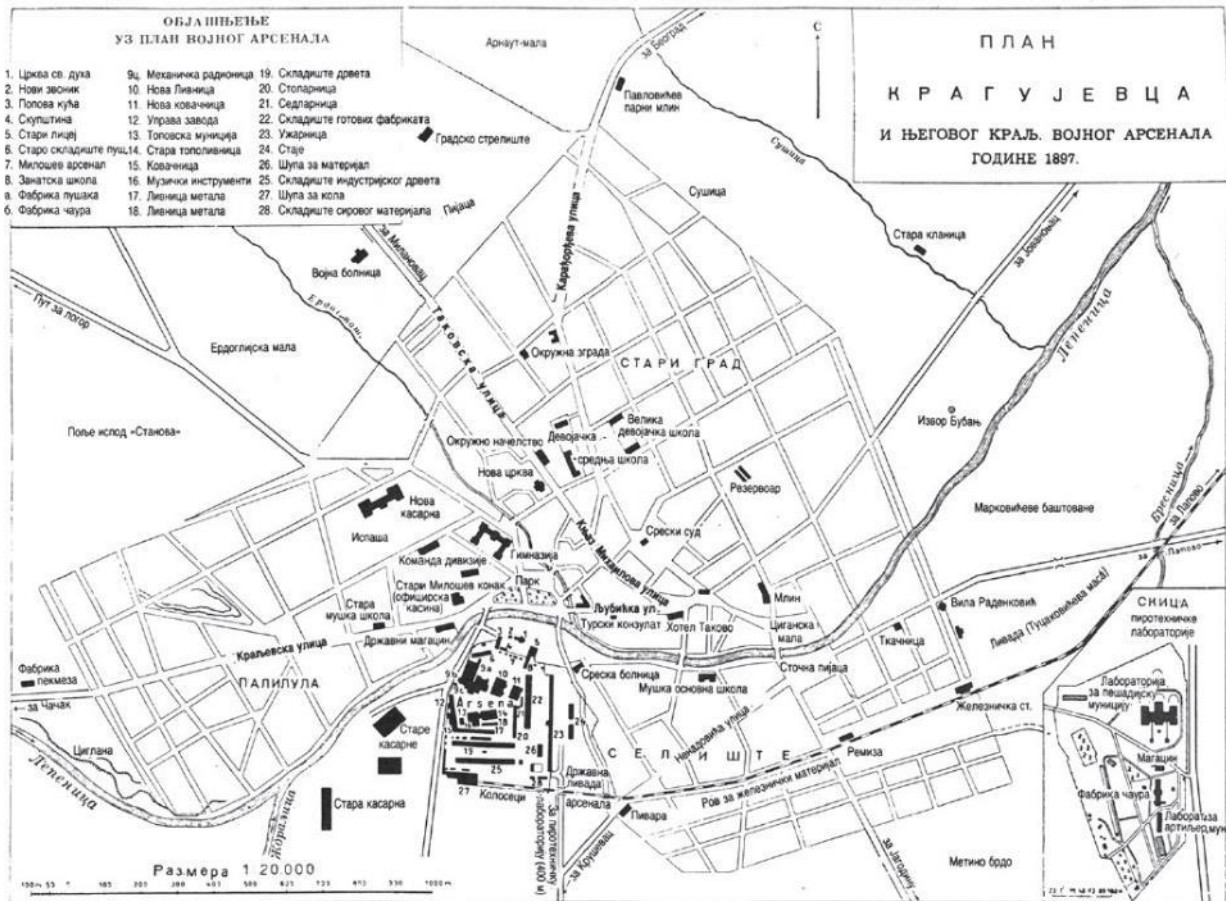 ОБЈАШЊЕЊЕ
УЗ ПЛАН ВОЈНОГ АРСЕНАЛА
1. Црква св. духа
2. Нови звоник
3. Попова кућа
4. Скупштина
5. Стари лицеј
6. Старо складиште пуш.
7. Милошев арсенал
8. Занатска школа
а. Фабрика пушака
б. Фабрика чаура
9ц. Механичка радионица
10. Нова Ливница
11. Нова ковачница
12. Управа завода
13. Топовска муниција
14. Стара тополивница
15. Ковачница
16. Музички инструменти
17. Ливница метала
18. Ливница метала
19. Складиште дрвета
20. Столарница
21. Седларница
22. Складиште готових фабриката
23. Ужарница
24. Стаје
26. Шупа за материјал
25. Складиште индустријског дрвета
27. Шупа за кола
28. Складиште сировог материјала
ПЛАН
КРАГУЈЕВЦА
И ЊЕГОВОГ КРАЉ. ВОЈНОГ АРСЕНАЛА
ГОДИНЕ 1897.
С
Арнаут-мала
за Београд
Павловићев
парни млин
Градско стрелиште
Сушица
Сушица
Пијаца
Карађорђева улица
Стара кланица
за Јовановац
за Милановац
Војна болница
Пут за логор
Ердоглијска мала
Таковска улица
Окружна зграда
СТАРИ ГРАД
Лепеница
Извор Бубањ
Поље испод «Станова»
Велика
девојачка школа
Девојачка
средња школа
Окружно начелство
Нова црква
Резервоар
Марковићеве баштоване
Бресница
за Лапово
за Лапово
Нова
касарна
Испаша
Срески суд
Кнез Михаилова улица
Гимназија
Команда дивизије
Парк
Стари Милошев конак
(официрска
касина)
Стара
мушка школа
Љубићка ул.
Турски конзулат
Хотел Таково
Млин
Циганска
мала
Вила Раденковић
Ткачница
Ливада (Туцаковићева маса)
СКИЦА
пиротехничке
лабораторије
Државни магацин
Краљевска улица
Фабрика
пекмеза
ПАЛИЛУЛА
за Чачак
Среска болница
Мушка основна школа
Сточна пијаца
Железничка ст.
Лабораторија
за пешадијску
муницију
Arsenal
Старе
касарне
Циглана
Лепеница
Ненадовића улица
СЕЛИШТЕ
Ремиза
Магацин
Фабрика чаура
Државна
ливада
арсенала
Ров за железнички материјал
Стара касарна
Колосеци
Пивара
За пиротехничку
лабораторију (400 м)
за Крушевац
за Јагодину
Метино брдо
Размера 1:20.000